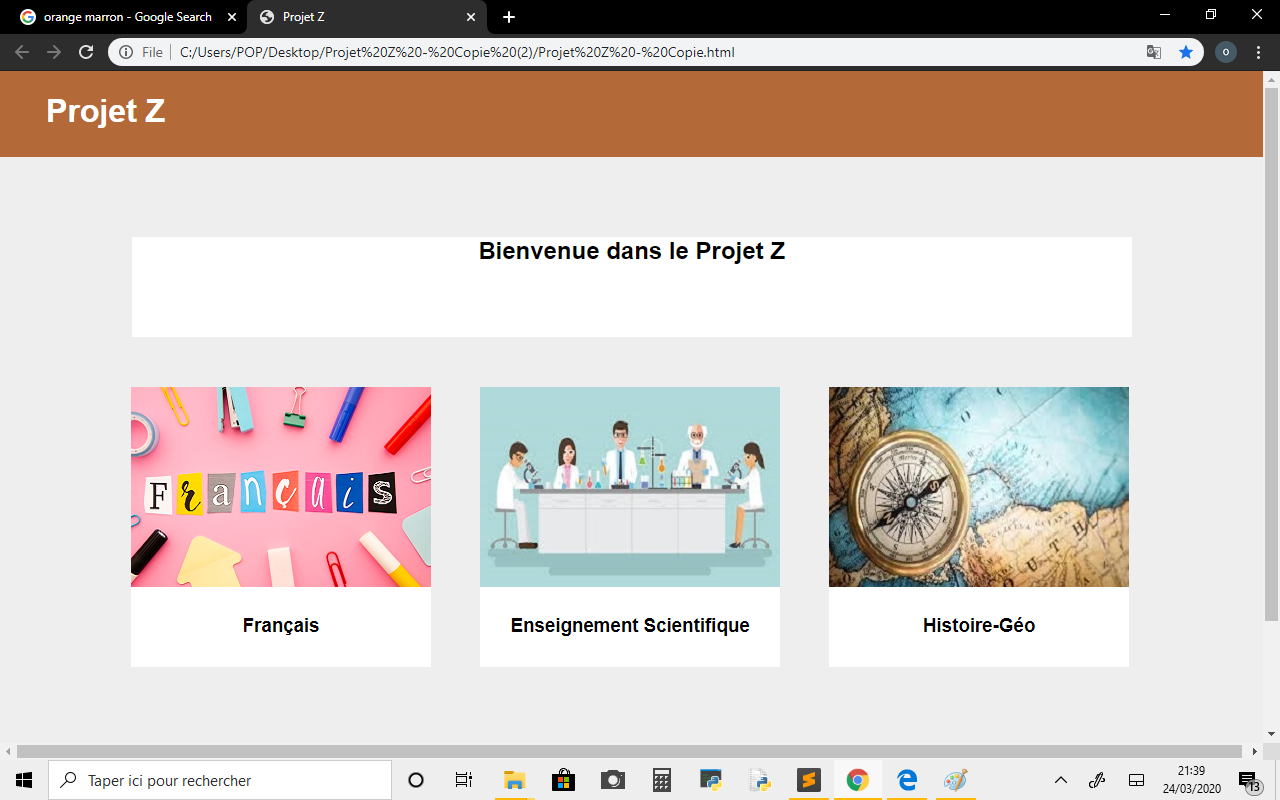 orange marron - Google Search
Projet Z
File
C:/Users/POP/Desktop/Projet%20Z%20-%20Copie%20(2)/Projet%20Z%20-%20Copie.html
o
Projet Z
Bienvenue dans le Projet Z
Français
Français
Enseignement Scientifique
Histoire-Géo
Taper ici pour rechercher
21:39
24/03/2020
13